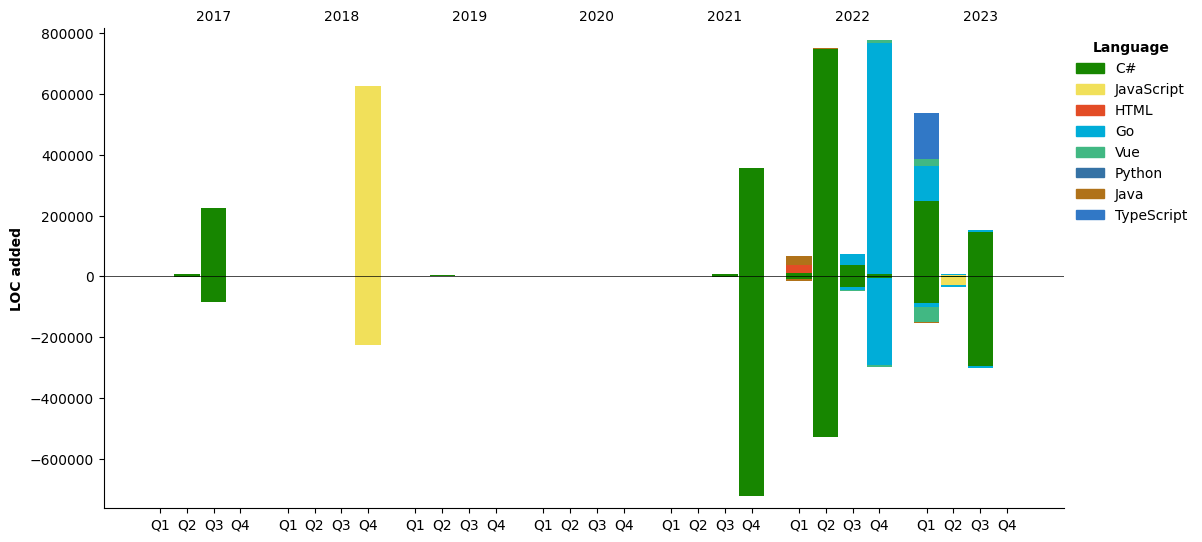 2017 2018 2019 2020 2021 2022 2023
800000
600000
400000
200000
0
−200000
−400000
−600000
LOC added
Q1 Q2 Q3 Q4 Q1 Q2 Q3 Q4 Q1 Q2 Q3 Q4 Q1 Q2 Q3 Q4 Q1 Q2 Q3 Q4 Q1 Q2 Q3 Q4 Q1 Q2 Q3 Q4
Language
C#
JavaScript
HTML
Go
Vue
Python
Java
TypeScript